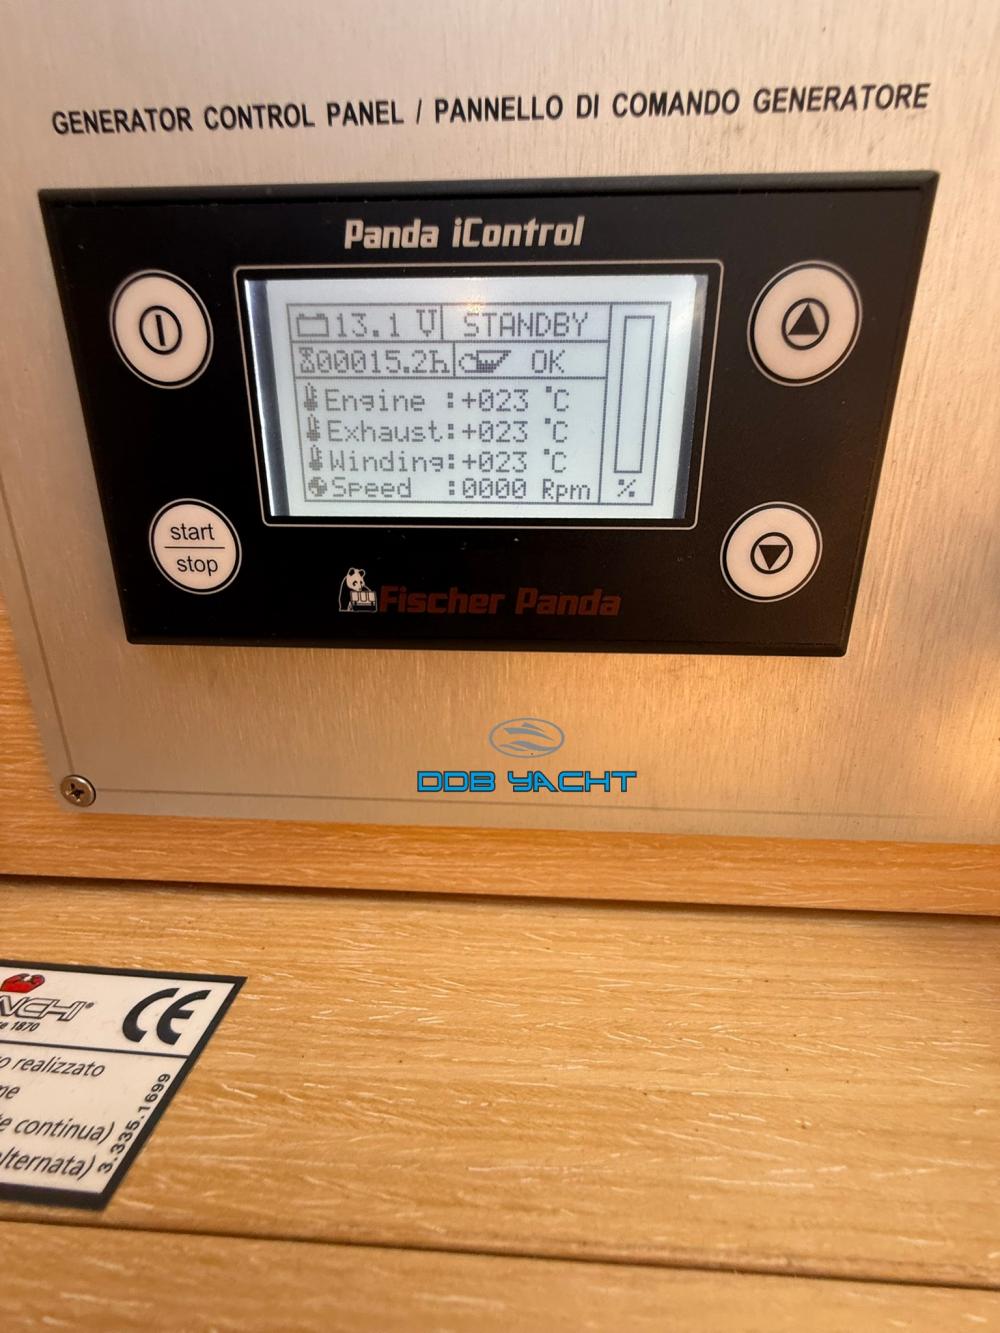 GENERATOR CONTROL PANEL / PANNELLO DI COMANDO GENERATORE
Panda iControl
13.1 V STANDBY
00015.2h OK
Engine :+023 °C
Exhaust:+023 °C
Winding:+023 °C
Speed :0000 Rpm %
start
stop
Fischer Panda
DDB YACHT
CE
1870
realizzato
continua)
3.335.1699